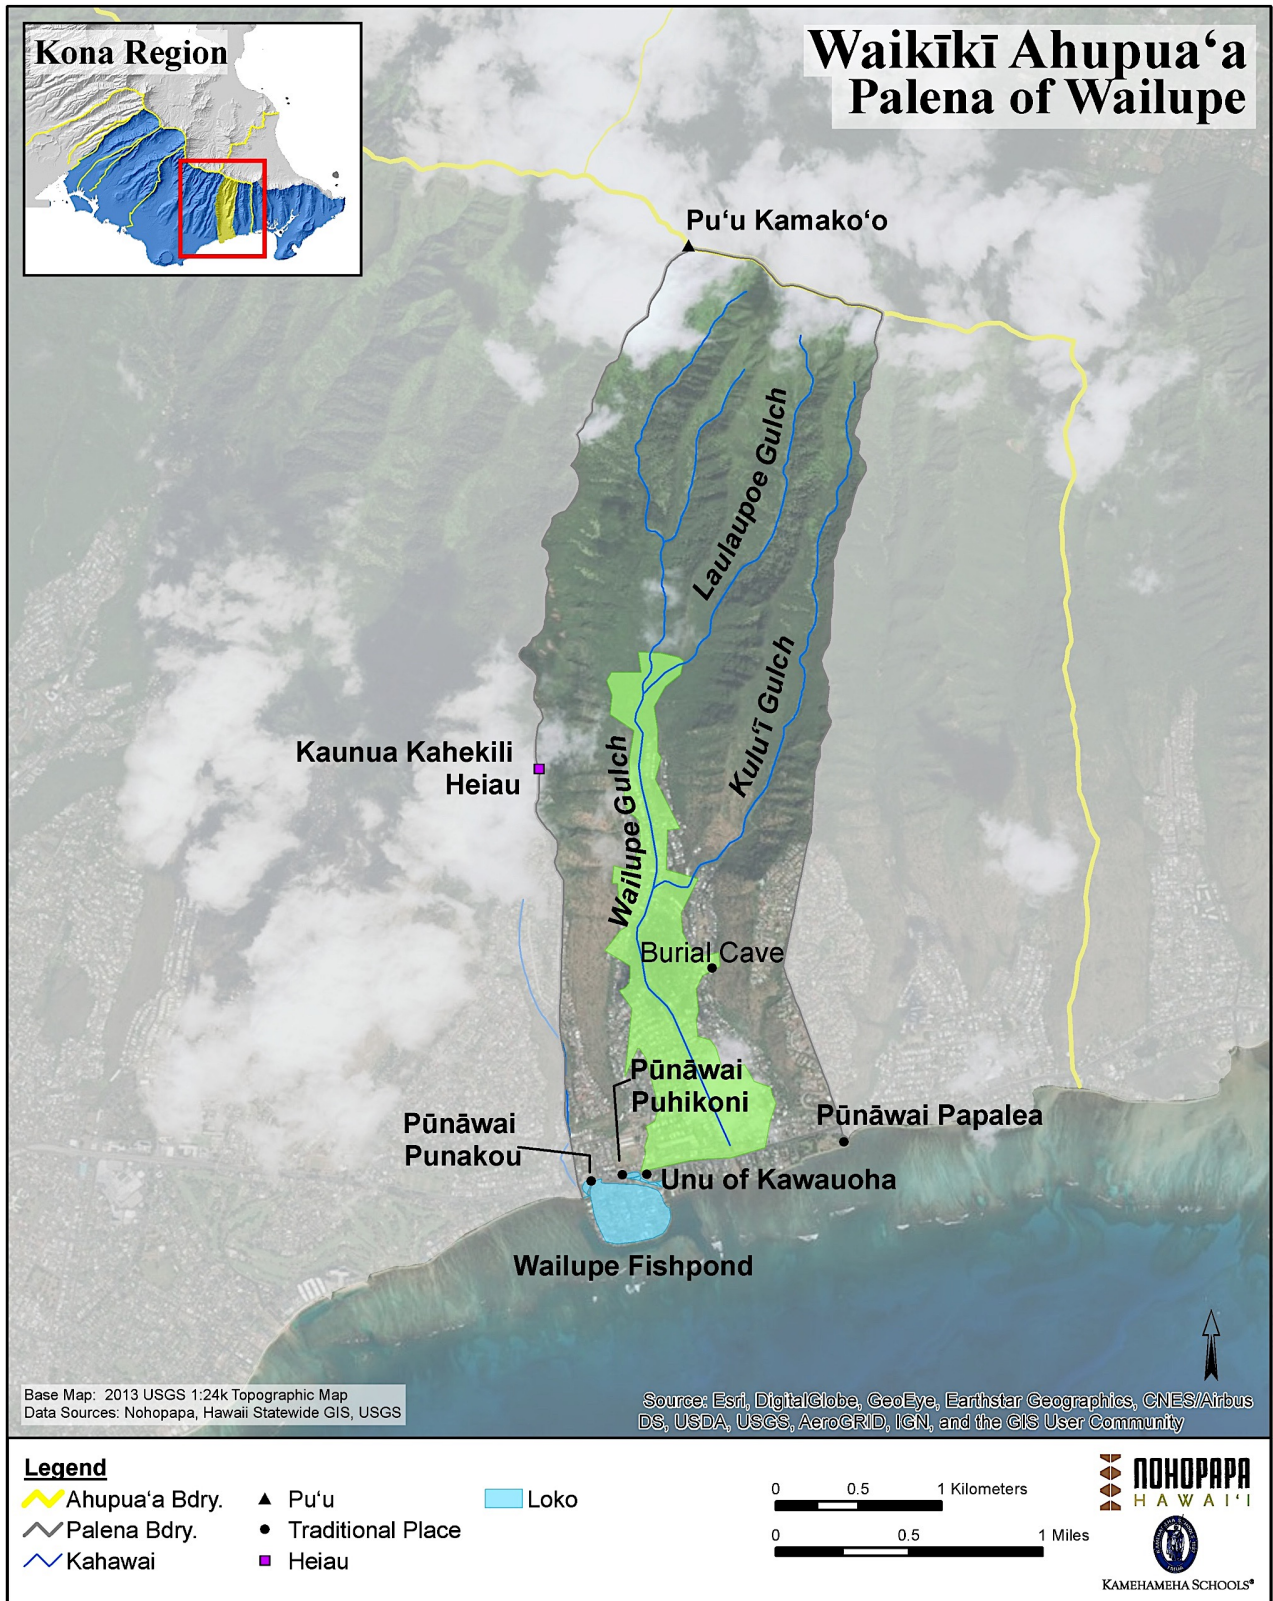 Kona Region
Waikīkī Ahupuaʻa
Palena of Wailupe
Puʻu Kamakoʻo
Laulaupoe Gulch
Kuluʻī Gulch
Kaunua Kahekili
Heiau
Wailupe Gulch
Burial Cave
Pūnāwai
Puhikoni
Pūnāwai
Punakou
Pūnāwai Papalea
Unu of Kawauoha
Wailupe Fishpond
Base Map: 2013 USGS 1:24k Topographic Map
Data Sources: Nohopapa, Hawaii Statewide GIS, USGS
Source: Esri, DigitalGlobe, GeoEye, Earthstar Geographics, CNES/Airbus
DS, USDA, USGS, AeroGRID, IGN, and the GIS User Community
Legend
Ahupuaʻa Bdry.
Palena Bdry.
Kahawai
Puʻu
Traditional Place
Heiau
Loko
0 0.5 1 Kilometers
0 0.5 1 Miles
NOHOPAPA
HAWAIʻI
KAMEHAMEHA SCHOOLS®